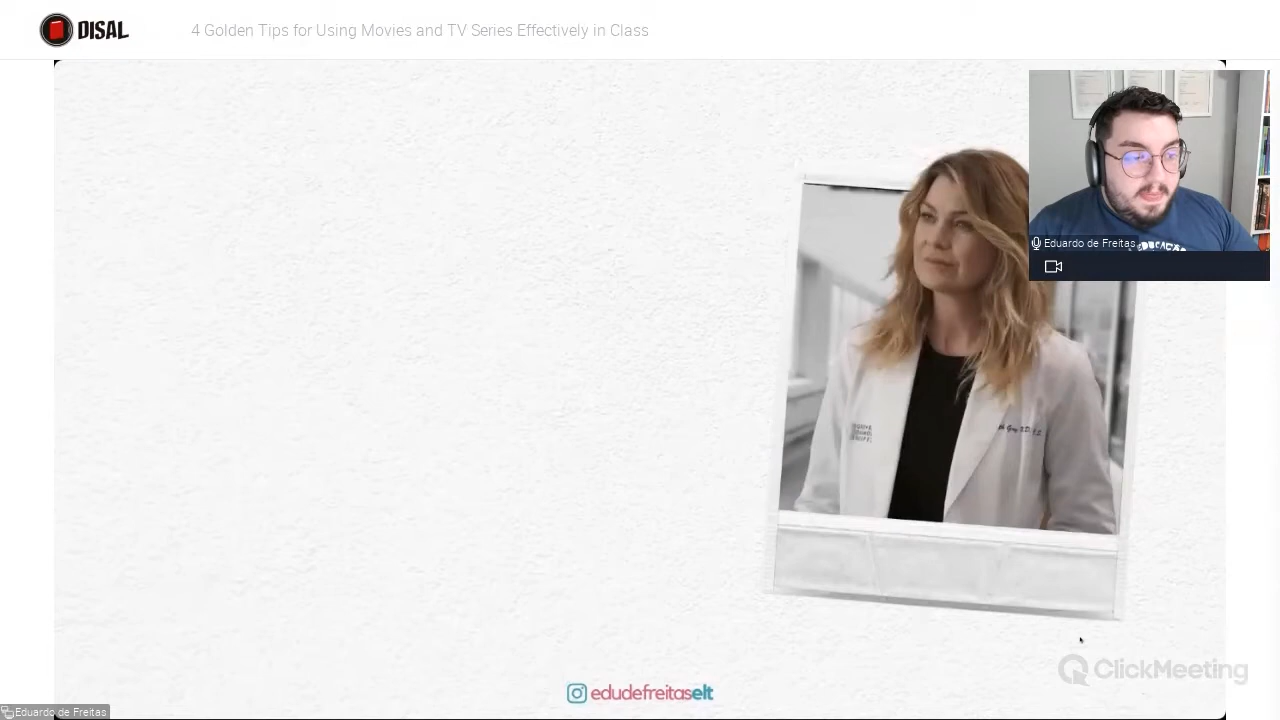 DISAL
4 Golden Tips for Using Movies and TV Series Effectively in Class
Eduardo de Freitas
ClickMeeting
edudefreitaselt
Eduardo de Freitas